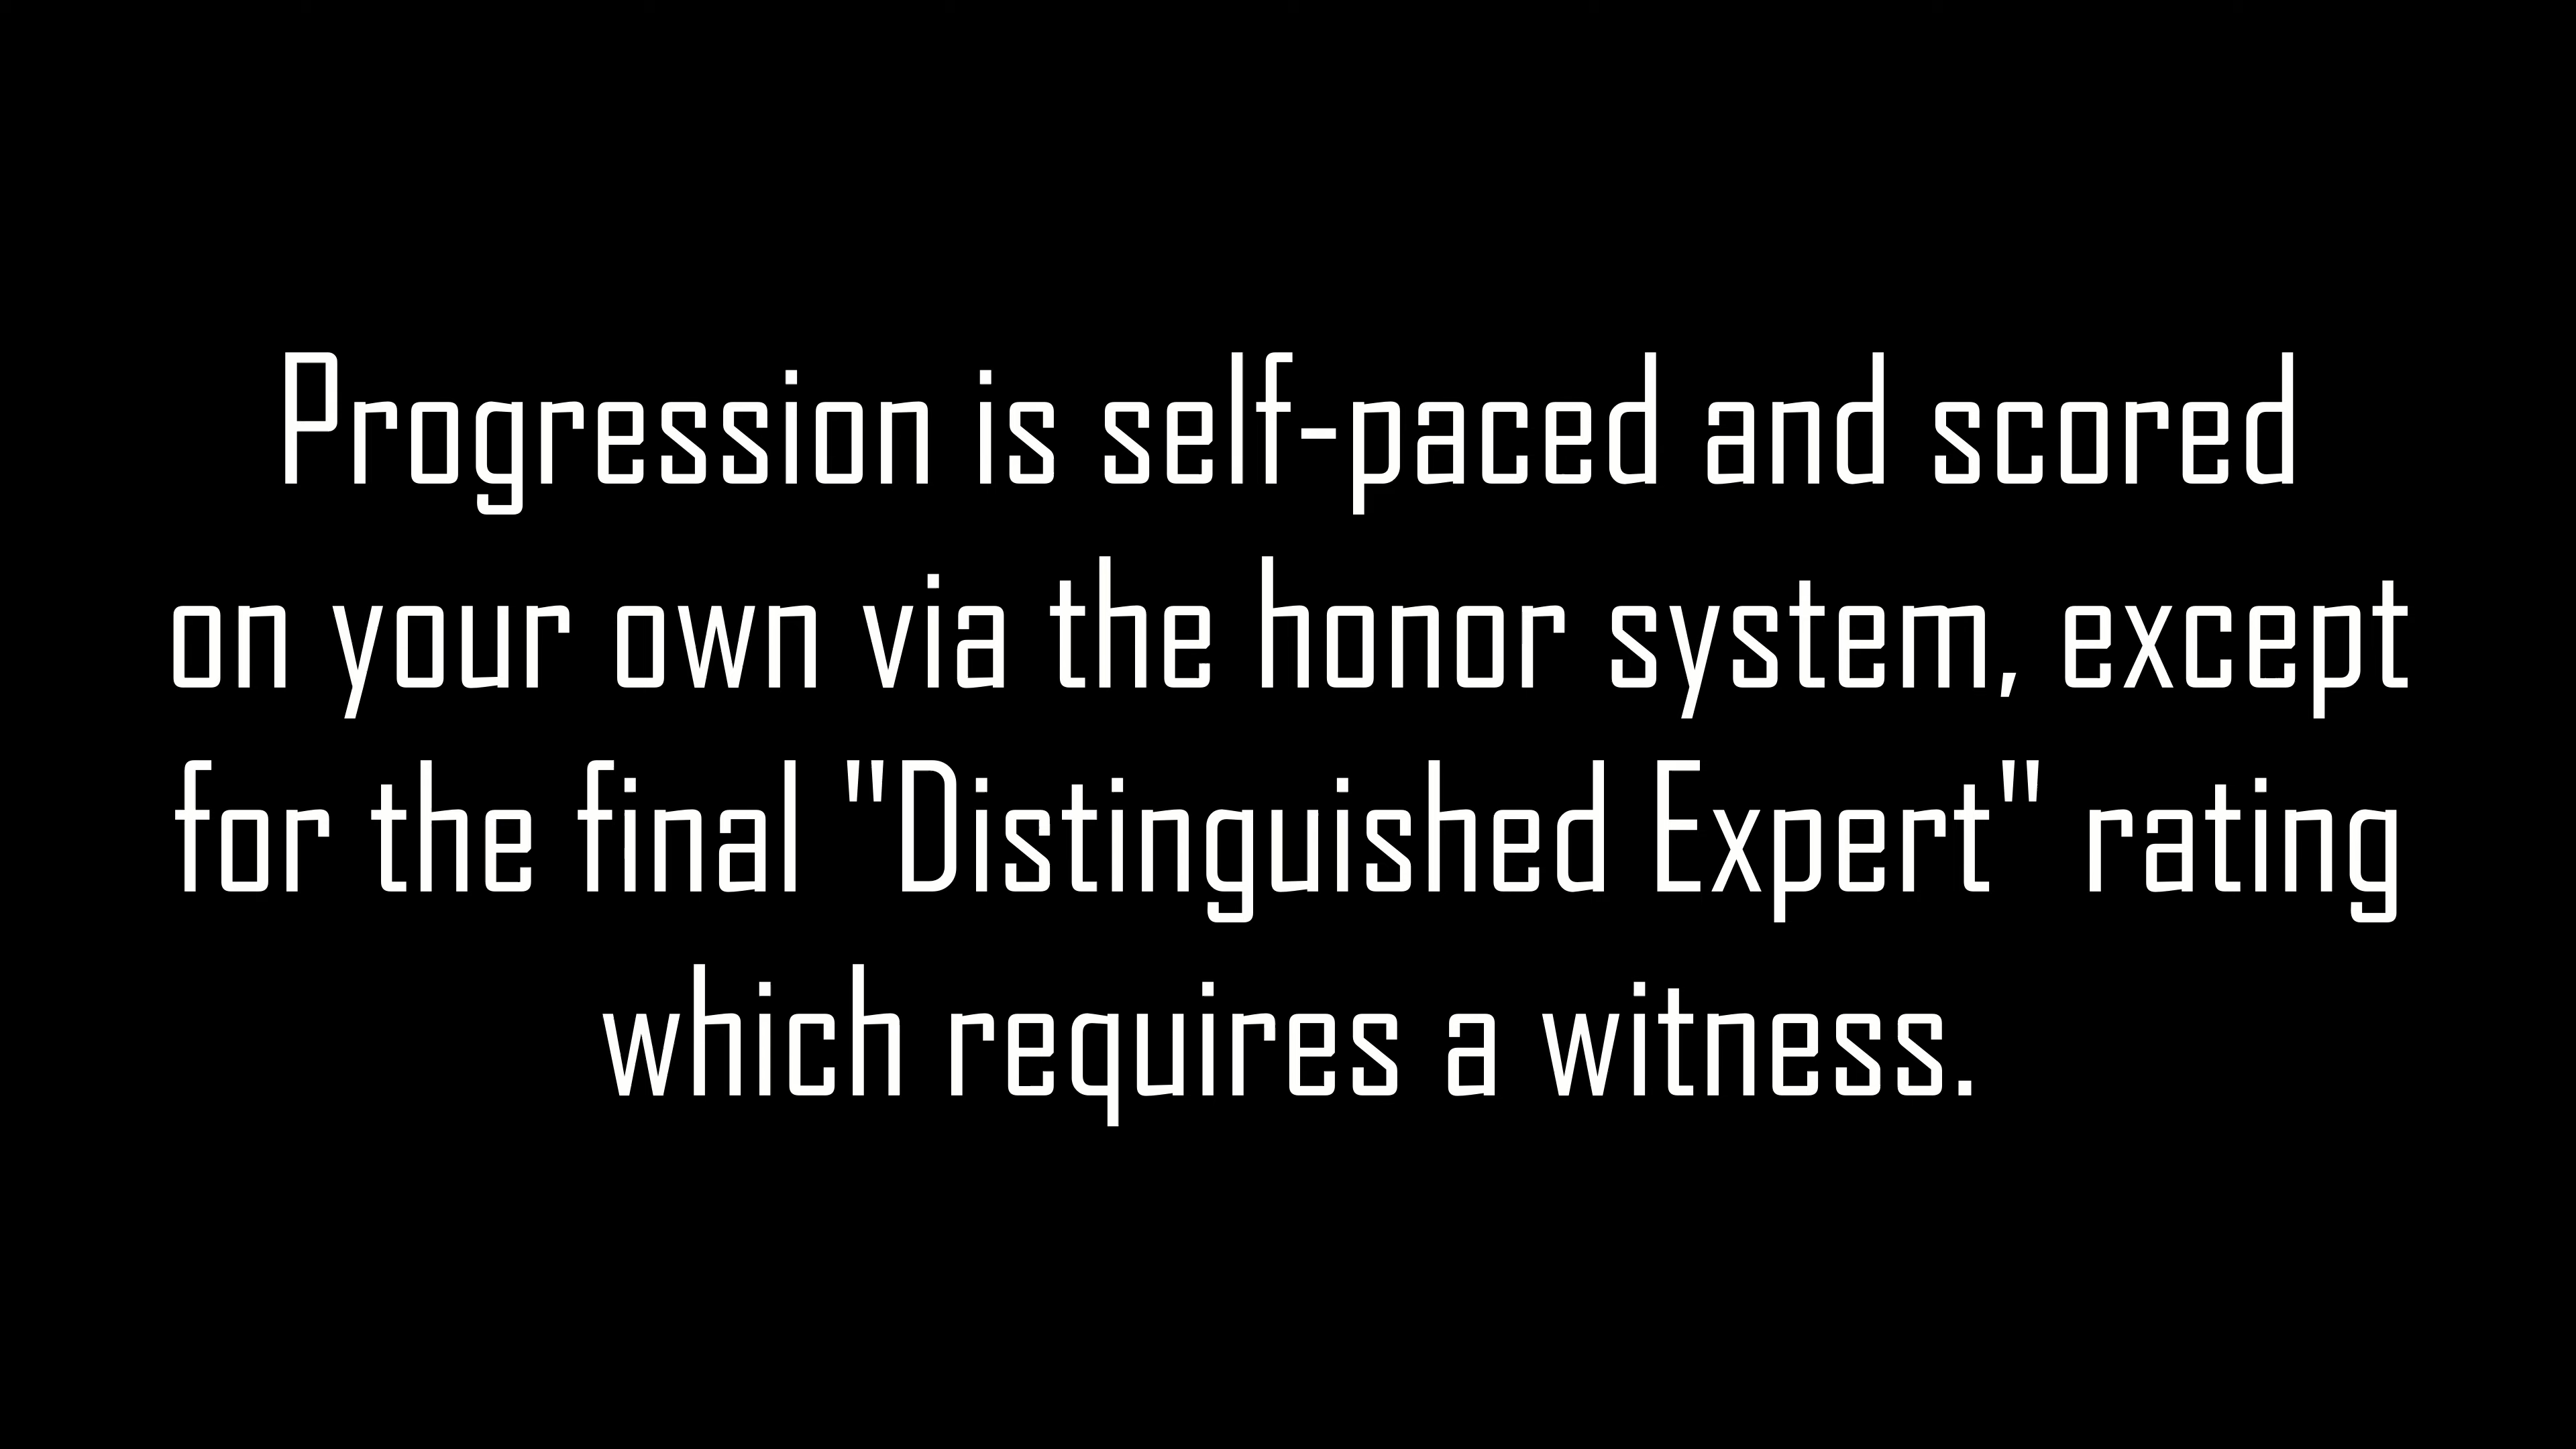 Progression is self-paced and scored
on your own via the honor system, except
for the final "Distinguished Expert" rating
which requires a witness.